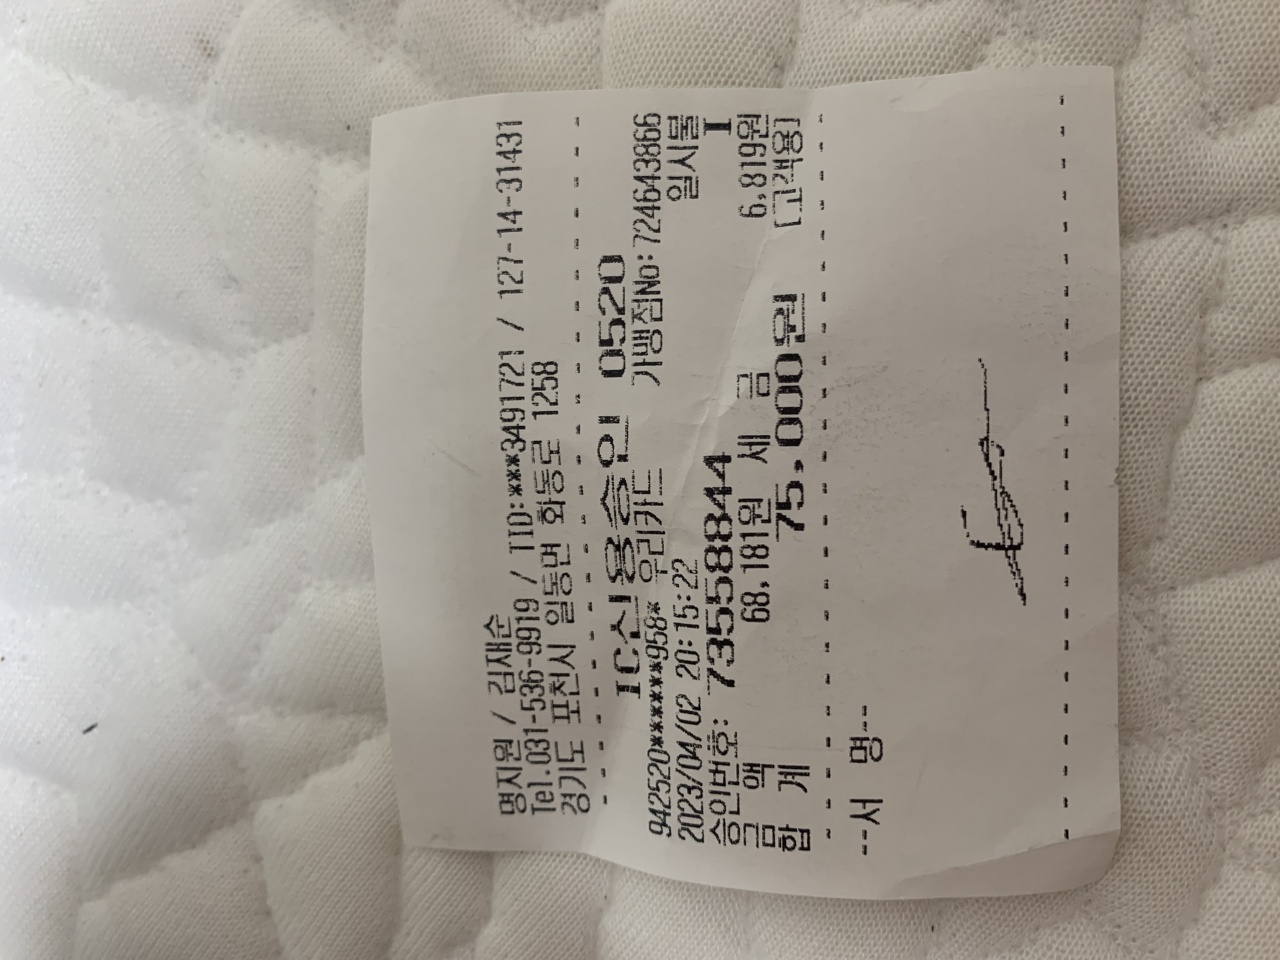 명지원 / 김재순
Tel.031-536-9919 / TID:***3491721 / 127-14-31431
경기도 포천시 일동면 화동로 1258
IC신용승인 0520
942520******958* 우리카드 가맹점No:724643866
2023/04/02 20:15:22 일시불
승인번호: 73558844 I
금 액 68,181원 세 금 6,819원
합 계 75,000원 [고객용]
--서 명--